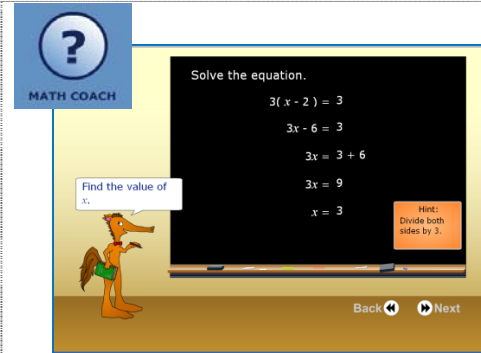 ?
MATH COACH
Solve the equation.
3( x - 2 ) = 3
3x - 6 = 3
3x = 3 + 6
3x = 9
x = 3
Find the value of
x.
Hint:
Divide both
sides by 3.
Back Next